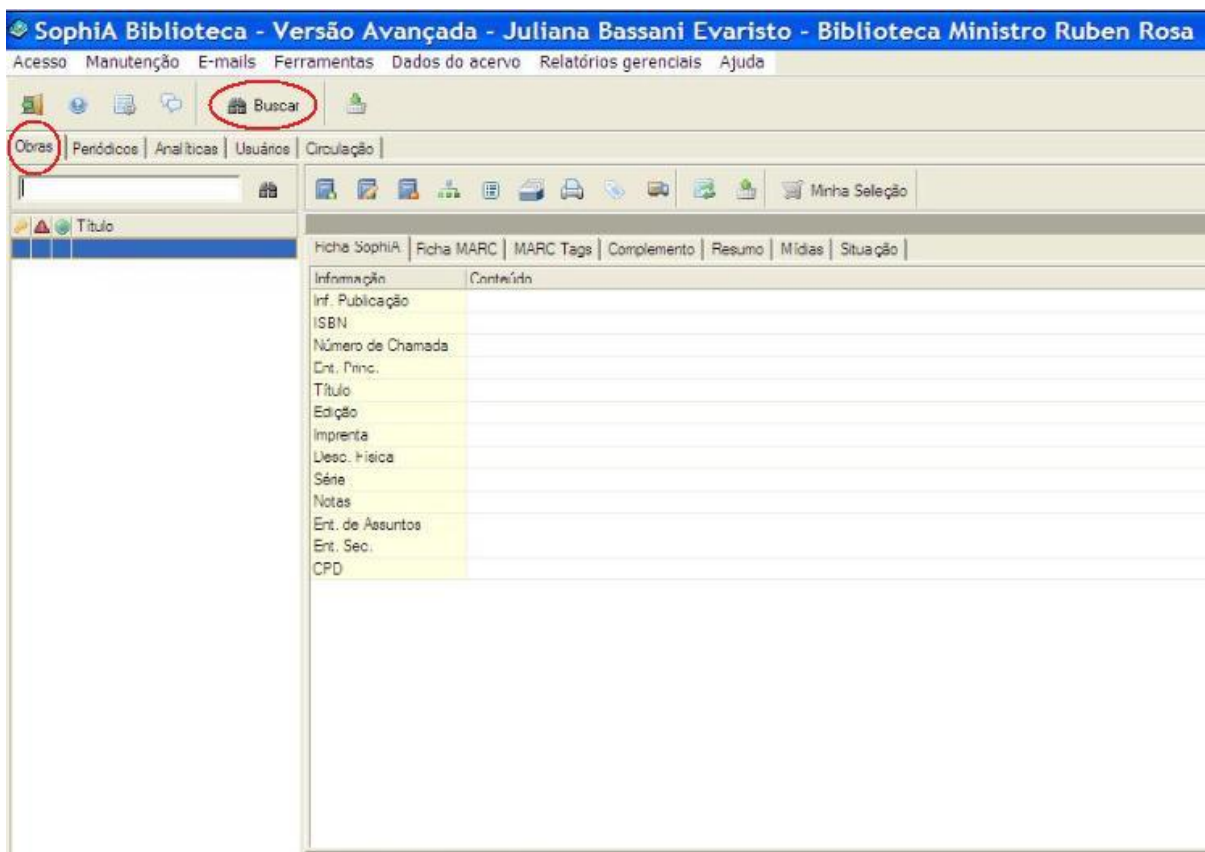 SophiA Biblioteca - Versão Avançada - Juliana Bassani Evaristo - Biblioteca Ministro Ruben Rosa
Acesso Manutenção E-mails Ferramentas Dados do acervo Relatórios gerenciais Ajuda
Buscar
Obras Periódicos Analíticas Usuários Circulação
Minha Seleção
Título
Ficha SophiA Ficha MARC MARC Tags Complemento Resumo Mídias Situação
Informação Conteúdo
Inf. Publicação
ISBN
Número de Chamada
Ent. Princ.
Título
Edição
Imprenta
Desc. Física
Série
Notas
Ent. de Assuntos
Ent. Sec.
CPD